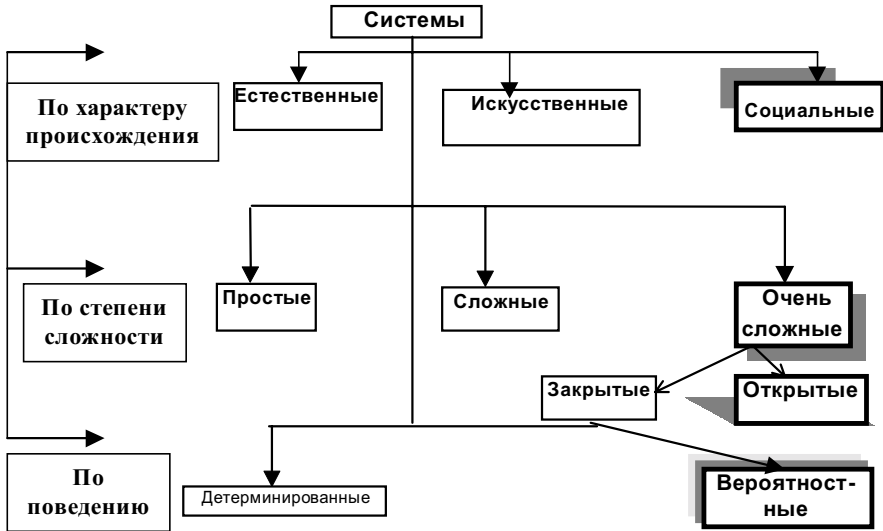 Системы
По характеру
происхождения
Естественные
Искусственные
Социальные
По степени
сложности
Простые
Сложные
Очень
сложные
Закрытые
Открытые
По
поведению
Детерминированные
Вероятност-
ные